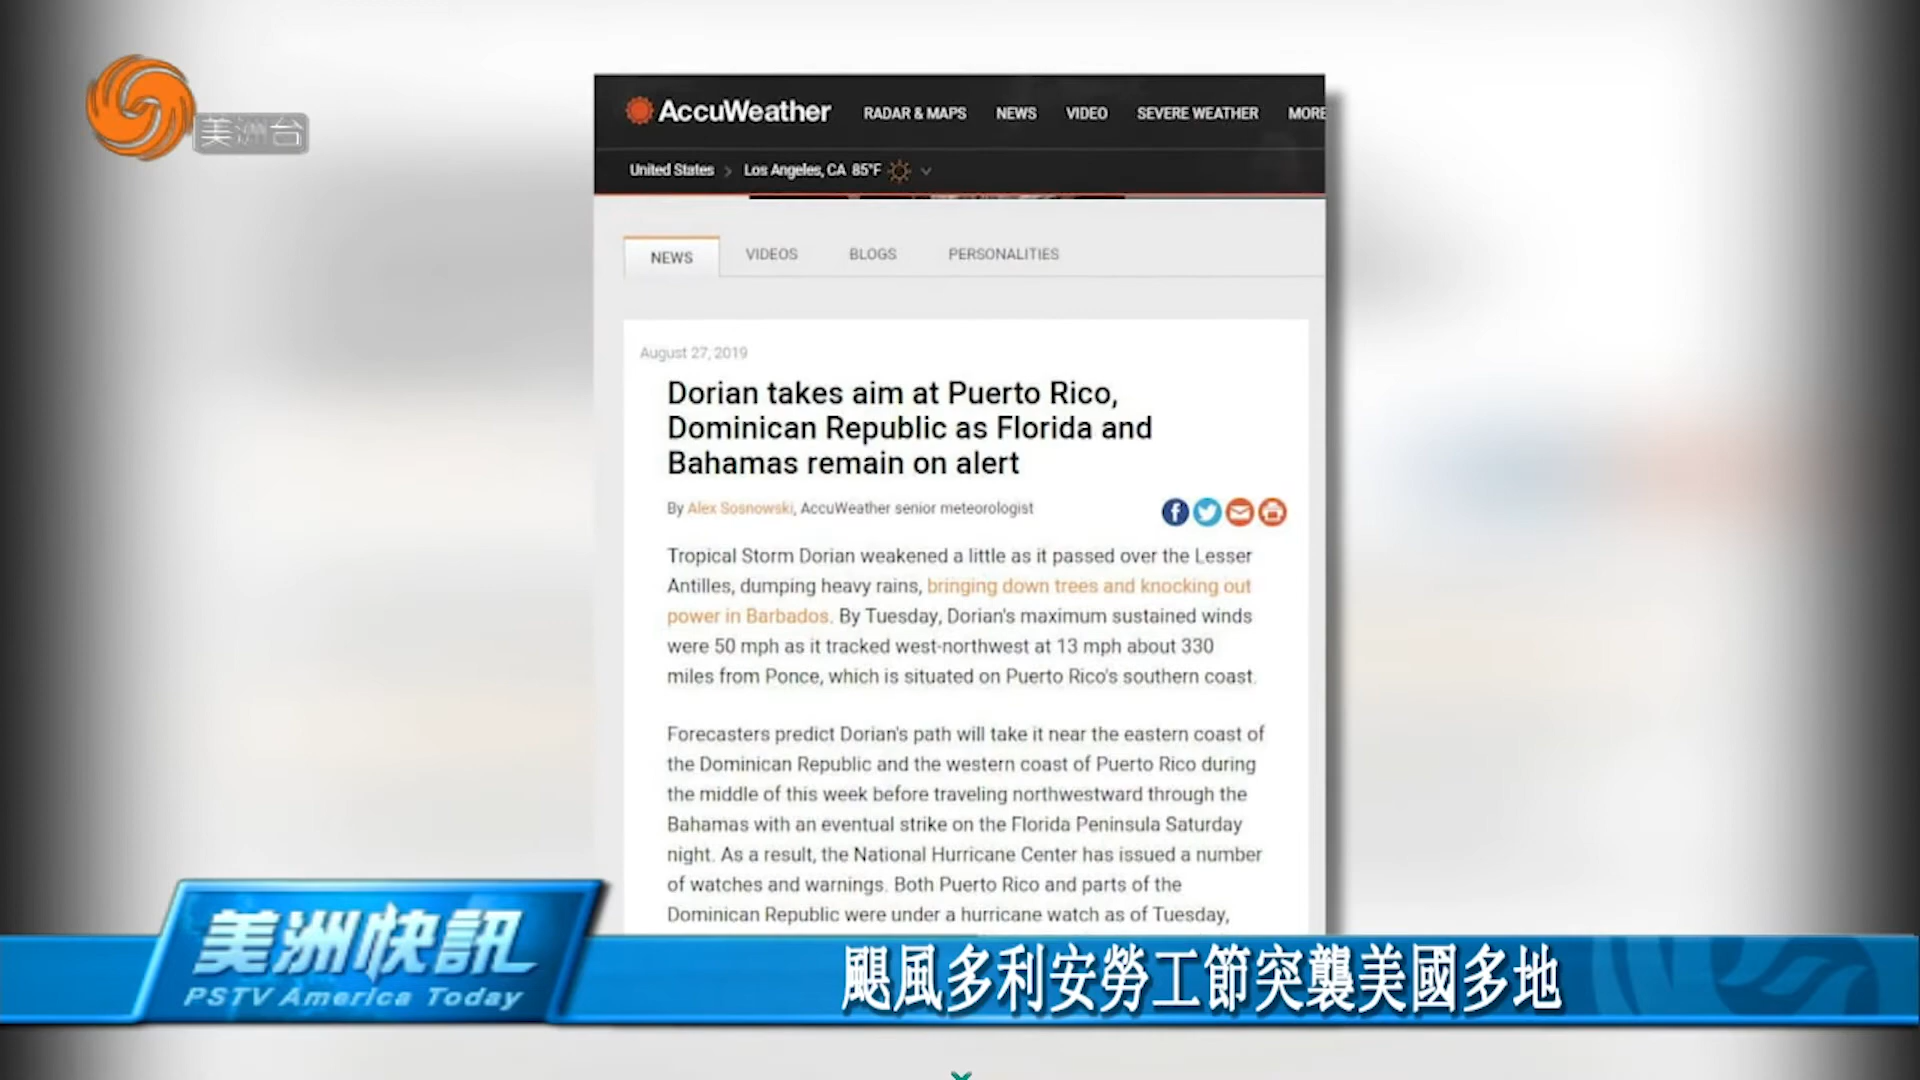 美洲台
AccuWeather RADAR & MAPS NEWS VIDEO SEVERE WEATHER MORE
United States > Los Angeles, CA 85°F
NEWS VIDEOS BLOGS PERSONALITIES
August 27, 2019
Dorian takes aim at Puerto Rico,
Dominican Republic as Florida and
Bahamas remain on alert
By Alex Sosnowski, AccuWeather senior meteorologist
Tropical Storm Dorian weakened a little as it passed over the Lesser
Antilles, dumping heavy rains, bringing down trees and knocking out
power in Barbados. By Tuesday, Dorian's maximum sustained winds
were 50 mph as it tracked west-northwest at 13 mph about 330
miles from Ponce, which is situated on Puerto Rico's southern coast.
Forecasters predict Dorian's path will take it near the eastern coast of
the Dominican Republic and the western coast of Puerto Rico during
the middle of this week before traveling northwestward through the
Bahamas with an eventual strike on the Florida Peninsula Saturday
night. As a result, the National Hurricane Center has issued a number
of watches and warnings. Both Puerto Rico and parts of the
Dominican Republic were under a hurricane watch as of Tuesday,
美洲快訊
PSTV America Today
颶風多利安勞工節突襲美國多地